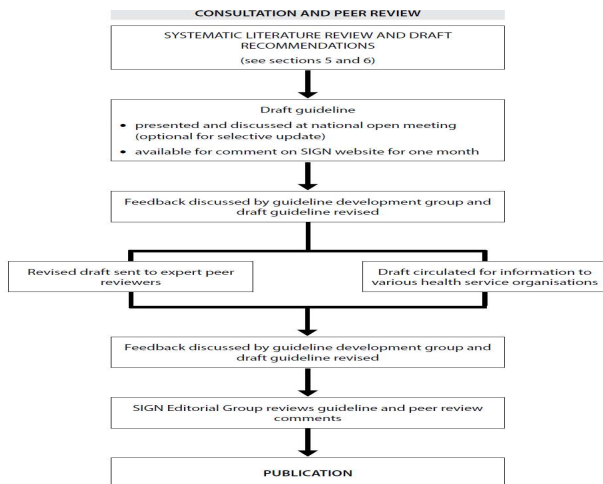 CONSULTATION AND PEER REVIEW
SYSTEMATIC LITERATURE REVIEW AND DRAFT
RECOMMENDATIONS
(see sections 5 and 6)
Draft guideline
• presented and discussed at national open meeting
(optional for selective update)
• available for comment on SIGN website for one month
Feedback discussed by guideline development group and
draft guideline revised
Revised draft sent to expert peer
reviewers
Draft circulated for information to
various health service organisations
Feedback discussed by guideline development group and
draft guideline revised
SIGN Editorial Group reviews guideline and peer review
comments
PUBLICATION